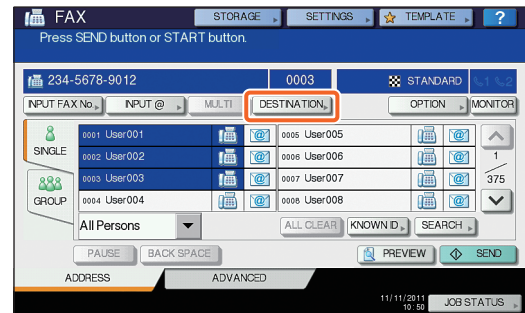 FAX STORAGE SETTINGS TEMPLATE ?
Press SEND button or START button.
234-5678-9012 0003 STANDARD 1 2
INPUT FAX No. INPUT @ MULTI DESTINATION OPTION MONITOR
SINGLE
GROUP
0001 User001 @ 0005 User005 @
0002 User002 @ 0006 User006 @
0003 User003 @ 0007 User007 @
0004 User004 @ 0008 User008 @
1
375
All Persons ALL CLEAR KNOWN ID SEARCH
PAUSE BACK SPACE PREVIEW SEND
ADDRESS ADVANCED
11/11/2011
10:50
JOB STATUS